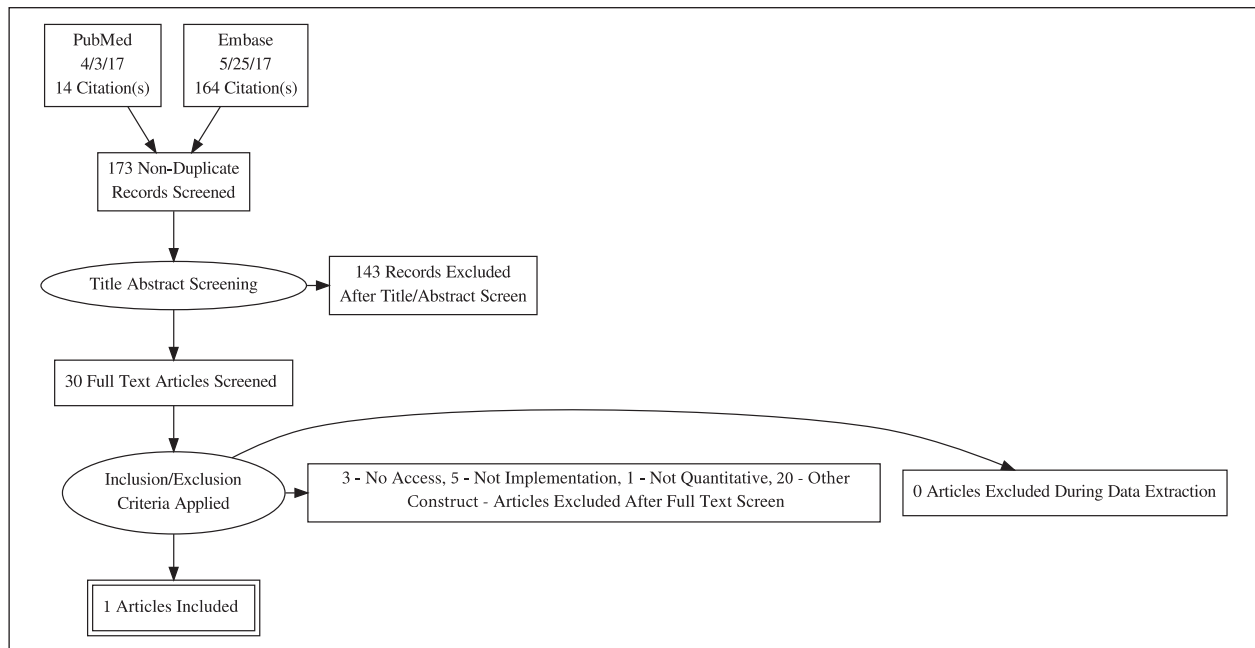 PubMed
4/3/17
14 Citation(s)
Embase
5/25/17
164 Citation(s)
173 Non-Duplicate
Records Screened
Title Abstract Screening
143 Records Excluded
After Title/Abstract Screen
30 Full Text Articles Screened
Inclusion/Exclusion
Criteria Applied
3 - No Access, 5 - Not Implementation, 1 - Not Quantitative, 20 - Other
Construct - Articles Excluded After Full Text Screen
0 Articles Excluded During Data Extraction
1 Articles Included